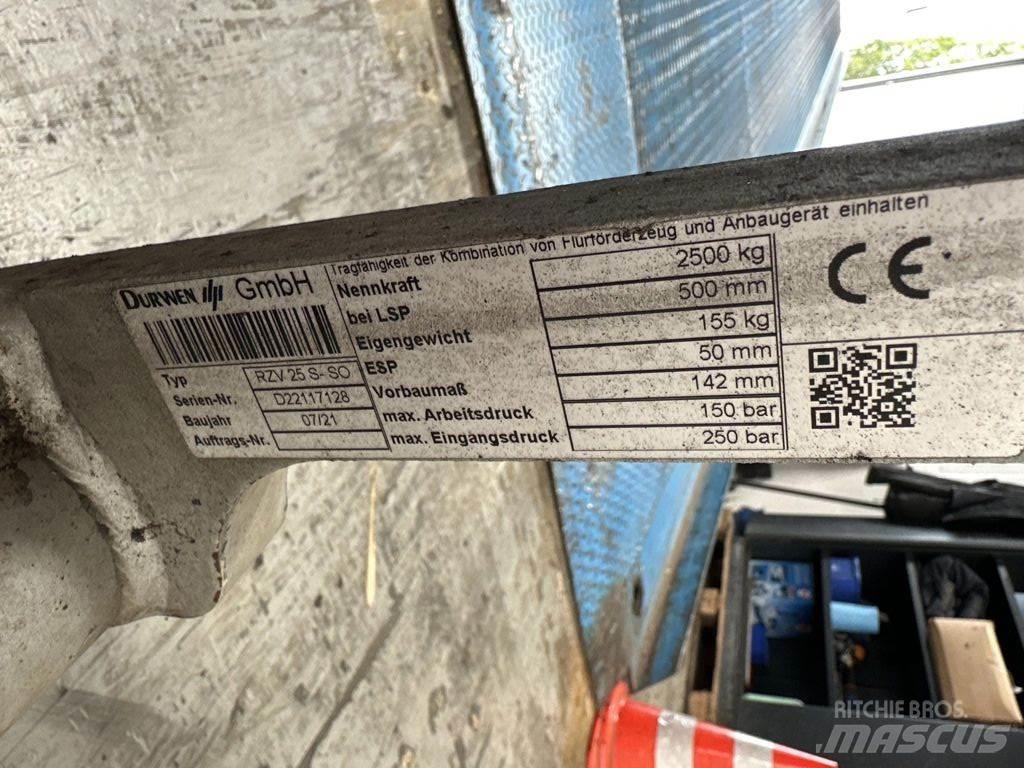 Tragfähigkeit der Kombination von Flurförderzeug und Anbaugerät einhalten
DURWEN GmbH
Typ RZV 25 S- SO
Serien-Nr. D22117128
Baujahr 07/21
Auftrags-Nr.
Nennkraft 2500 kg
bei LSP 500 mm
Eigengewicht 155 kg
ESP 50 mm
Vorbaumaß 142 mm
max. Arbeitsdruck 150 bar
max. Eingangsdruck 250 bar
CE
RITCHIE BROS.
MASCUS